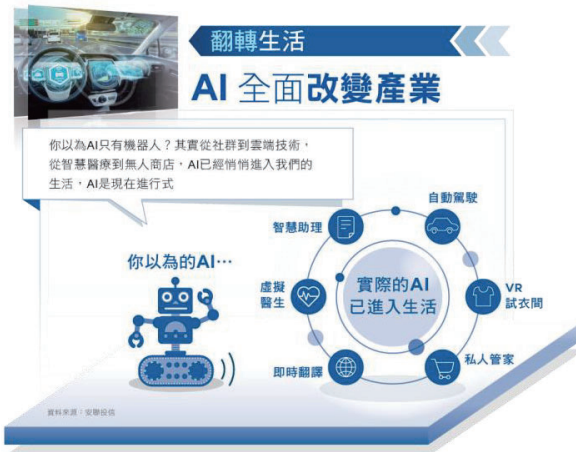 翻轉生活
AI 全面改變產業
你以為AI只有機器人？其實從社群到雲端技術，
從智慧醫療到無人商店，AI已經悄悄進入我們的
生活，AI是現在進行式
你以為的AI…
實際的AI
已進入生活
智慧助理
自動駕駛
虛擬
醫生
VR
試衣間
即時翻譯
私人管家
資料來源：安聯投信